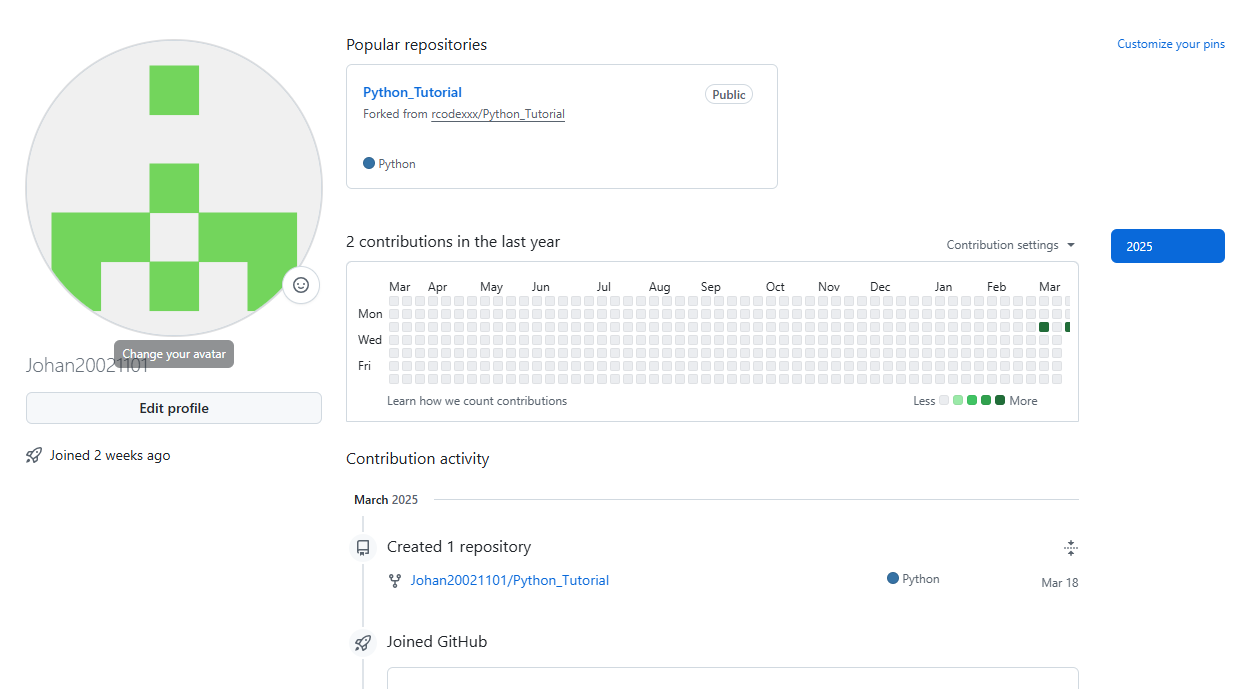 Popular repositories
Customize your pins
Python_Tutorial
Public
Forked from rcodexxx/Python_Tutorial
Python
2 contributions in the last year
Contribution settings
2025
Mar Apr May Jun Jul Aug Sep Oct Nov Dec Jan Feb Mar
Mon
Wed
Fri
Learn how we count contributions
Less
More
Change your avatar
Johan20021101
Edit profile
Joined 2 weeks ago
Contribution activity
March 2025
Created 1 repository
Johan20021101/Python_Tutorial
Python
Mar 18
Joined GitHub